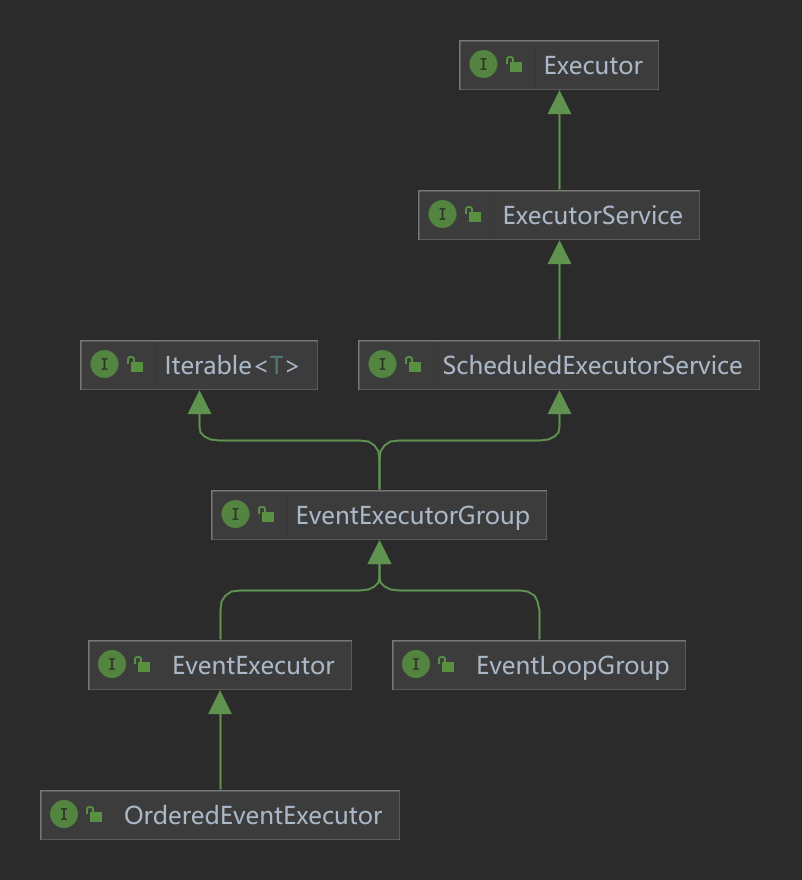 I Executor
I ExecutorService
I Iterable<T>
I ScheduledExecutorService
I EventExecutorGroup
I EventExecutor
I EventLoopGroup
I OrderedEventExecutor